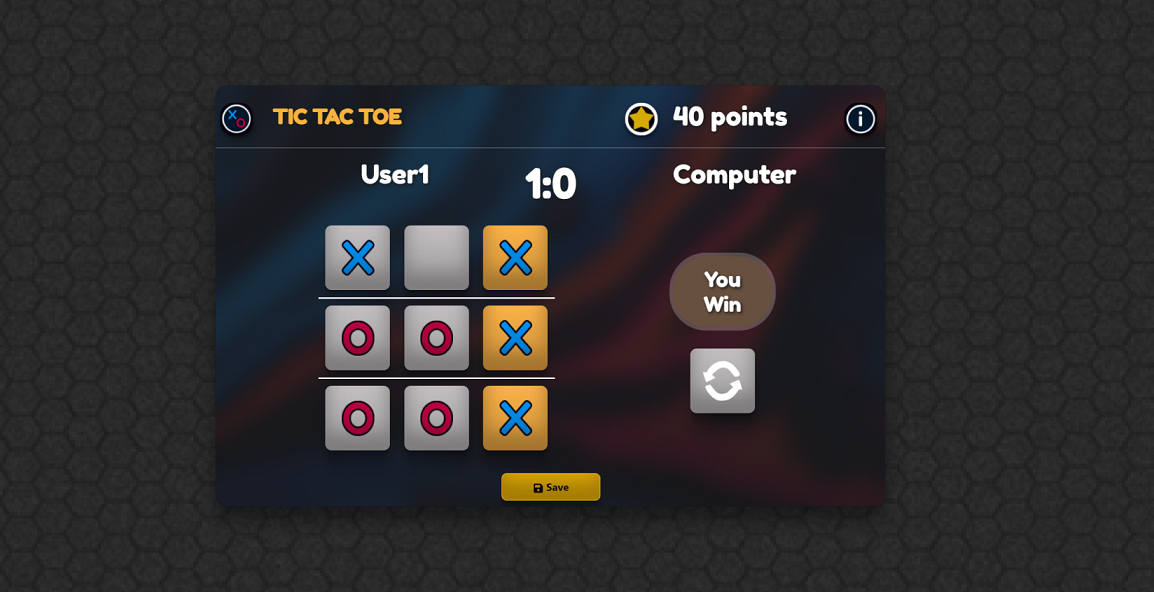 TIC TAC TOE
40 points
User1
1:0
Computer
X X
O O X
O O X
You
Win
Save